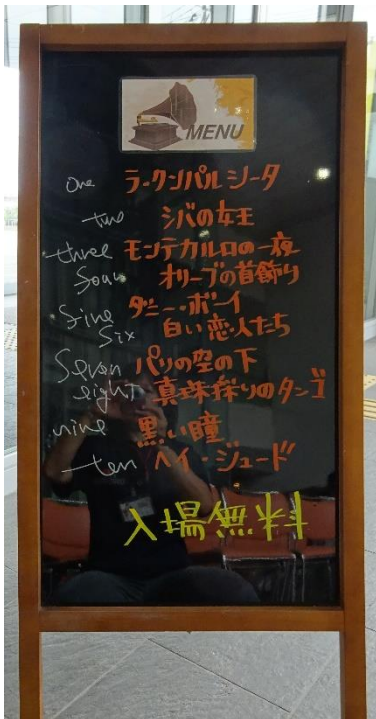 MENU
One ラ・クンパルシータ
two シバの女王
three モンテカルロの一夜
four オリーブの首飾り
five ダニー・ボーイ
six 白い恋人たち
seven パリの空の下
eight 真珠採りのタンゴ
nine 黒い瞳
ten ヘイ・ジュード
入場無料